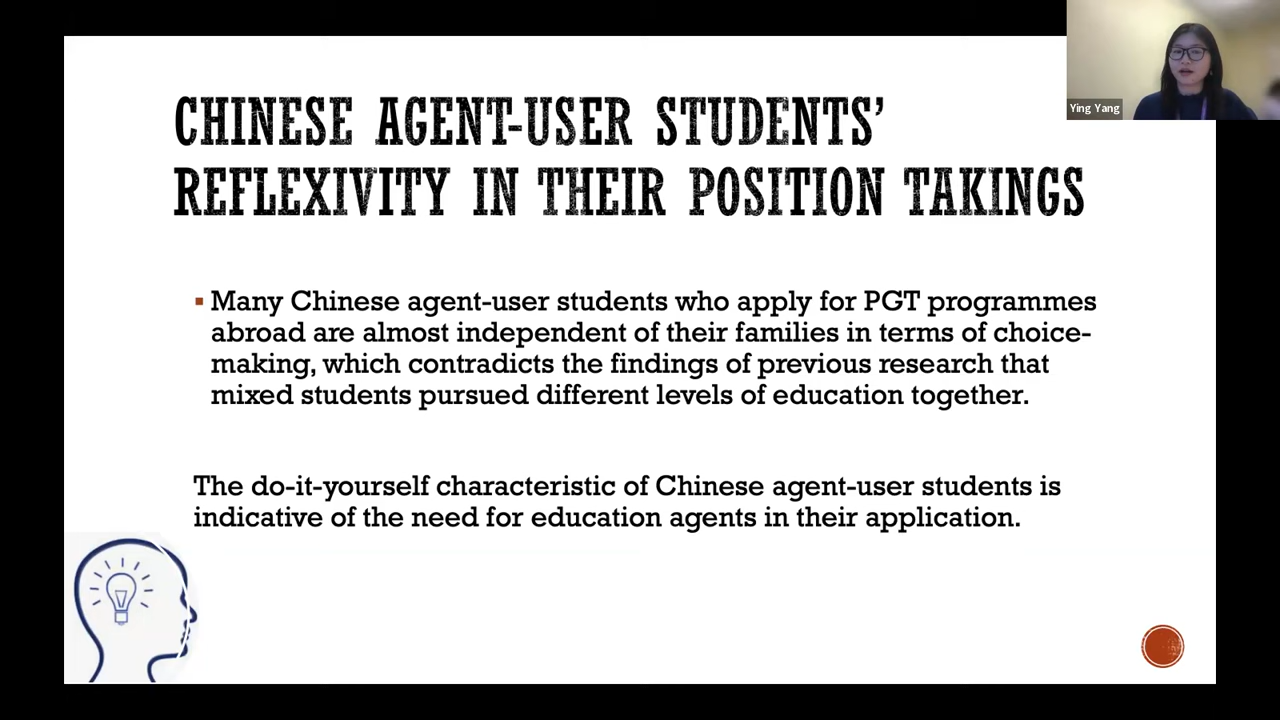 CHINESE AGENT-USER STUDENTS'
REFLEXIVITY IN THEIR POSITION TAKINGS
Many Chinese agent-user students who apply for PGT programmes
abroad are almost independent of their families in terms of choice-
making, which contradicts the findings of previous research that
mixed students pursued different levels of education together.
The do-it-yourself characteristic of Chinese agent-user students is
indicative of the need for education agents in their application.
Ying Yang